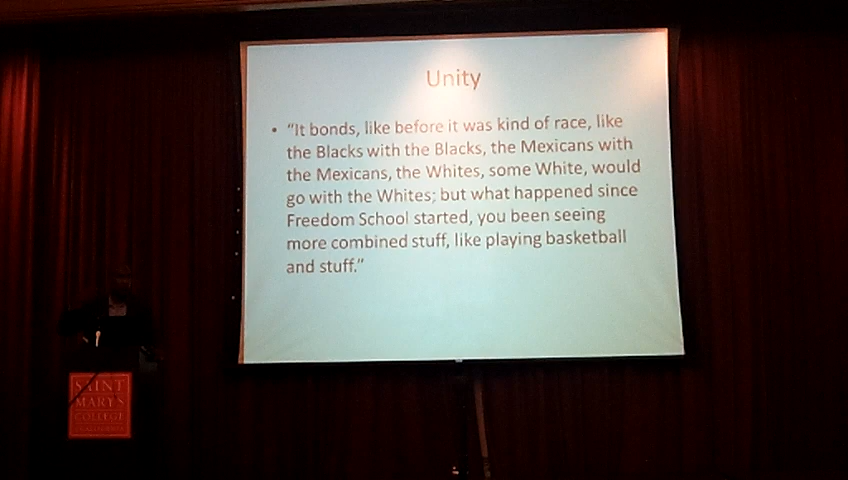 Unity
• "It bonds, like before it was kind of race, like
the Blacks with the Blacks, the Mexicans with
the Mexicans, the Whites, some White, would
go with the Whites; but what happened since
Freedom School started, you been seeing
more combined stuff, like playing basketball
and stuff."
SAINT
MARY'S
COLLEGE